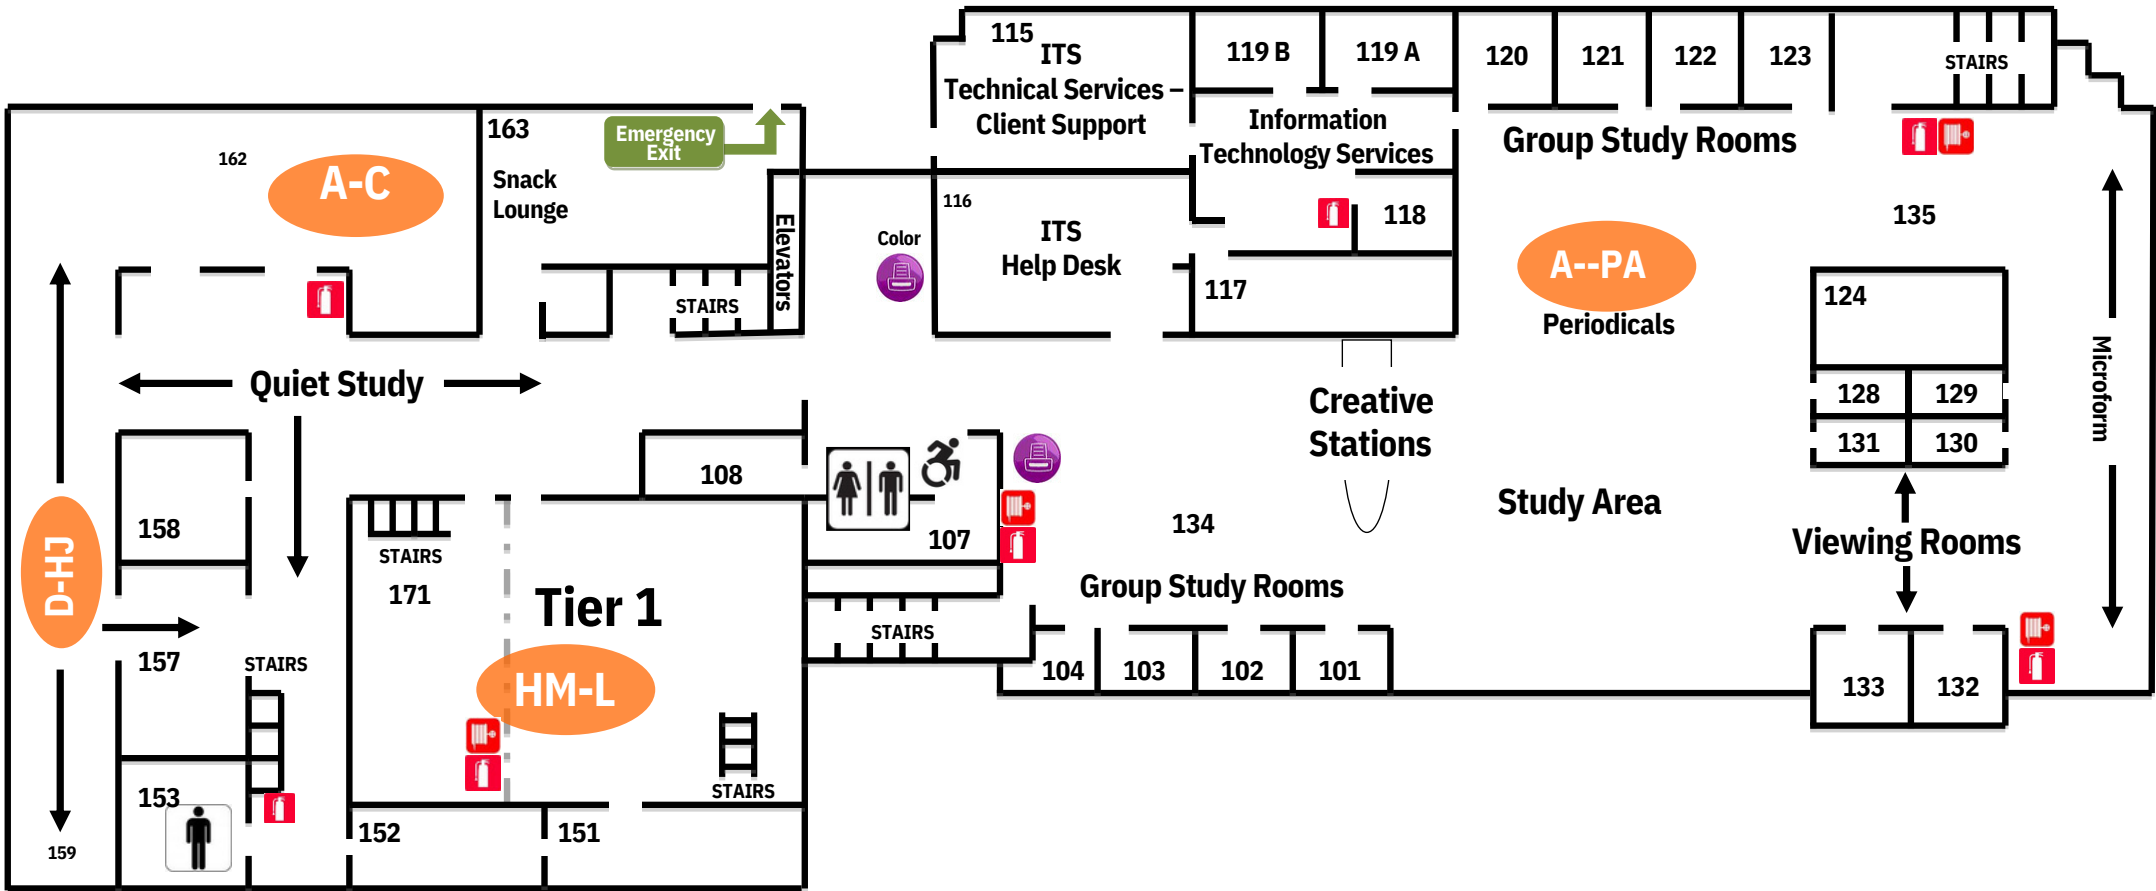 115
ITS
Technical Services –
Client Support
119 B
119 A
120
121
122
123
STAIRS
Information
Technology Services
Group Study Rooms
163
Emergency
Exit
162
A-C
Snack
Lounge
Elevators
STAIRS
Color
116
ITS
Help Desk
118
117
A--PA
Periodicals
135
124
128
129
131
130
Microform
Quiet Study
Creative
Stations
Study Area
Viewing Rooms
108
107
134
Group Study Rooms
158
D-HJ
STAIRS
171
Tier 1
HM-L
STAIRS
104
103
102
101
133
132
157
STAIRS
153
STAIRS
152
151
159